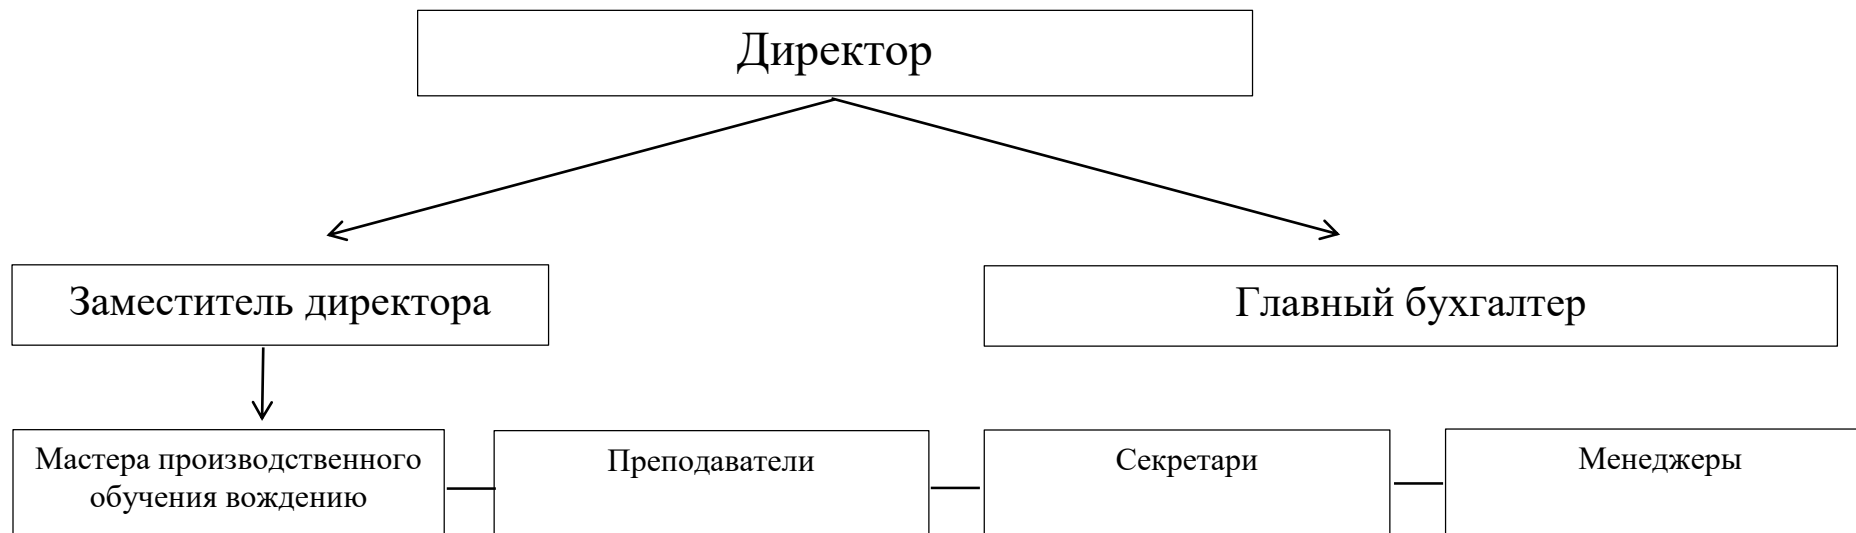 Директор
Заместитель директора
Главный бухгалтер
Мастера производственного
обучения вождению
Преподаватели
Секретари
Менеджеры